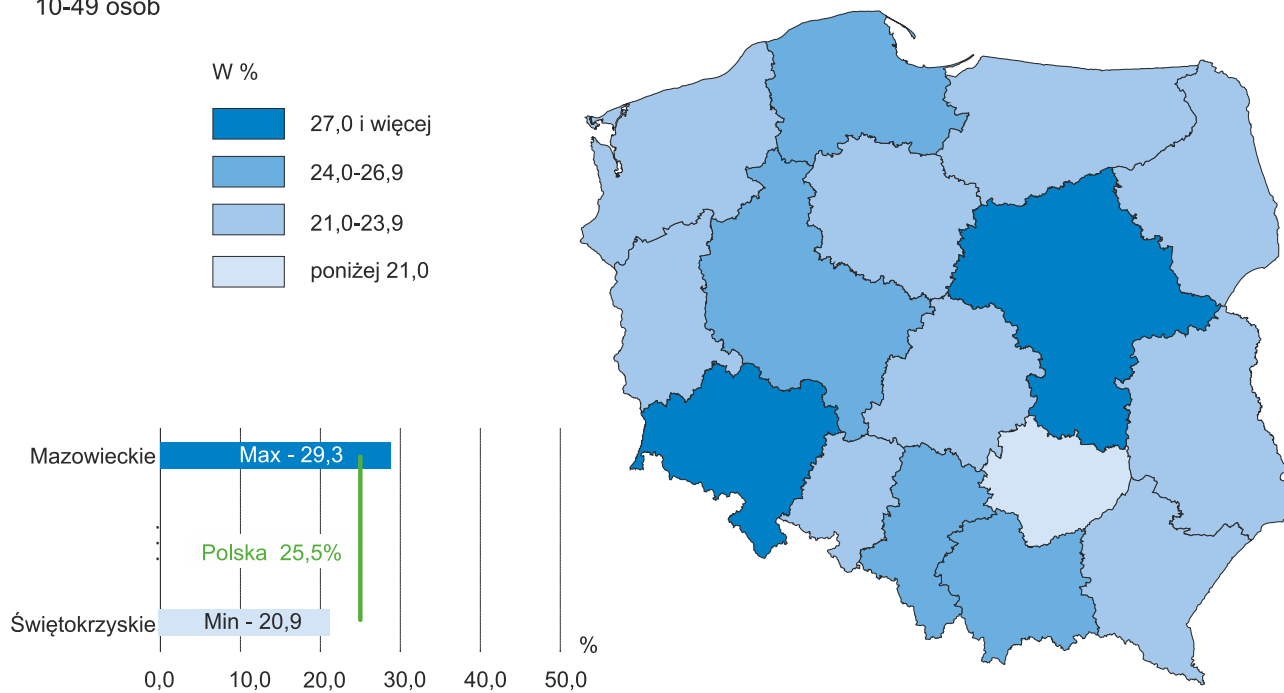 10-49 osób
W %
27,0 i więcej
24,0-26,9
21,0-23,9
poniżej 21,0
Mazowieckie
Max - 29,3
Polska 25,5%
Świętokrzyskie
Min - 20,9
%
0,0 10,0 20,0 30,0 40,0 50,0